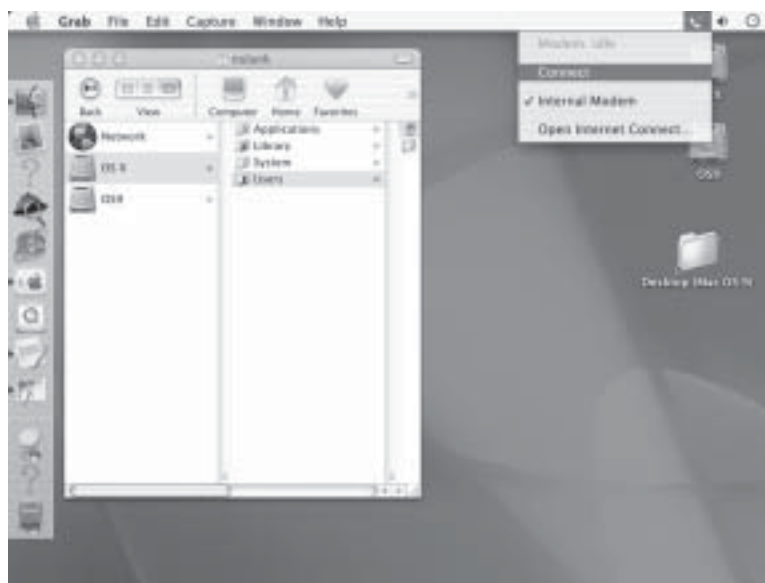 Grab File Edit Capture Window Help
Modem: Idle
Connect
✓ Internal Modem
Open Internet Connect...
Back View Computer Home Favorites
Network
OS X
OS9
Applications
Library
System
Users
OS9
Desktop (Mac OS 9)